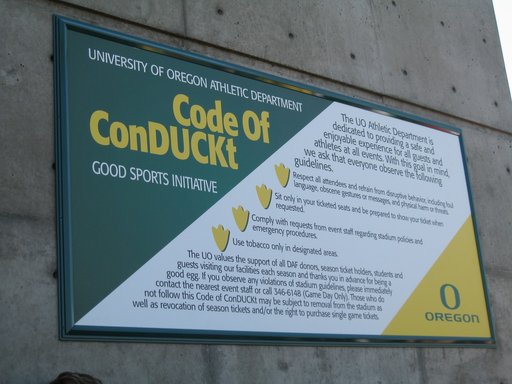 UNIVERSITY OF OREGON ATHLETIC DEPARTMENT
Code Of
ConDUCKt
GOOD SPORTS INITIATIVE
The UO Athletic Department is
dedicated to providing a safe and
enjoyable experience for all guests and
athletes at all events. With this goal in mind,
we ask that everyone observe the following
guidelines.
Respect all attendees and refrain from disruptive behavior, including foul
language, obscene gestures or messages, and physical harm or threats.
Sit only in your ticketed seats and be prepared to show your ticket when
requested.
Comply with requests from event staff regarding stadium policies and
emergency procedures.
Use tobacco only in designated areas.
The UO values the support of all DAF donors, season ticket holders, students and
guests visiting our facilities each season and thanks you in advance for being a
good egg. If you observe any violations of stadium guidelines, please immediately
contact the nearest event staff or call 346-6148 (Game Day Only). Those who do
not follow this Code of ConDUCKt may be subject to removal from the stadium as
well as revocation of season tickets and/or the right to purchase single game tickets.
O
OREGON